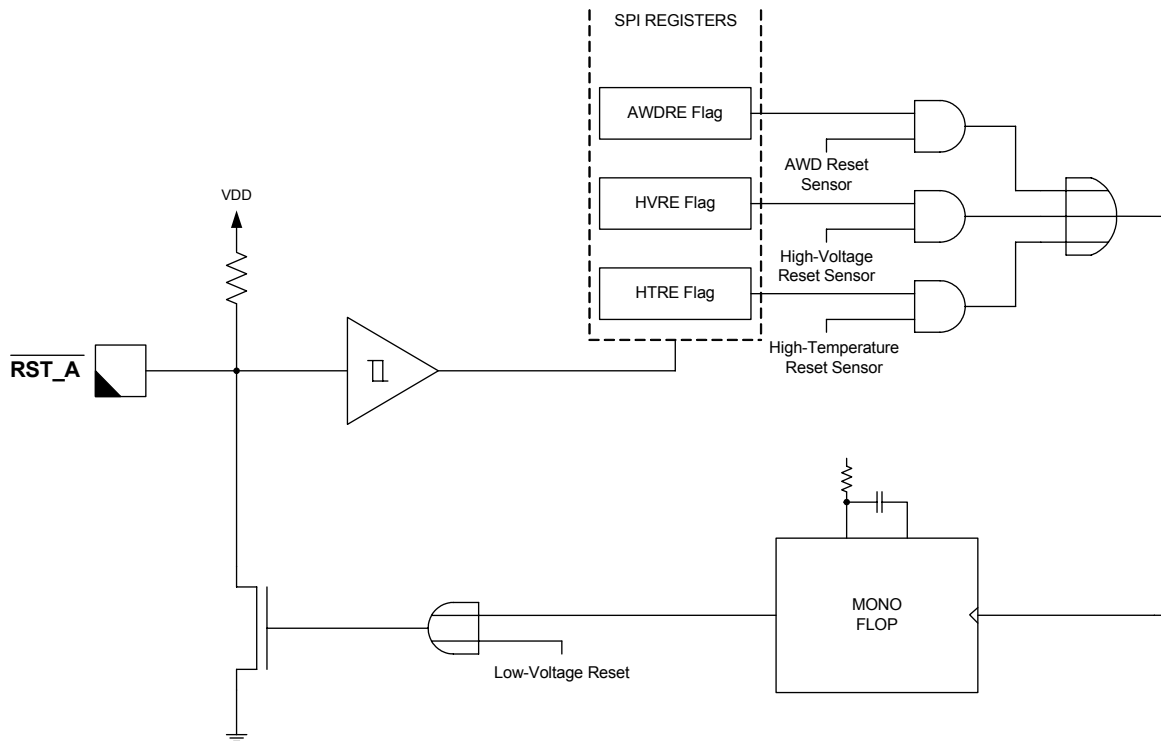 SPI REGISTERS
AWDRE Flag
AWD Reset
Sensor
VDD
HVRE Flag
High-Voltage
Reset Sensor
HTRE Flag
High-Temperature
Reset Sensor
RST_A
MONO
FLOP
Low-Voltage Reset